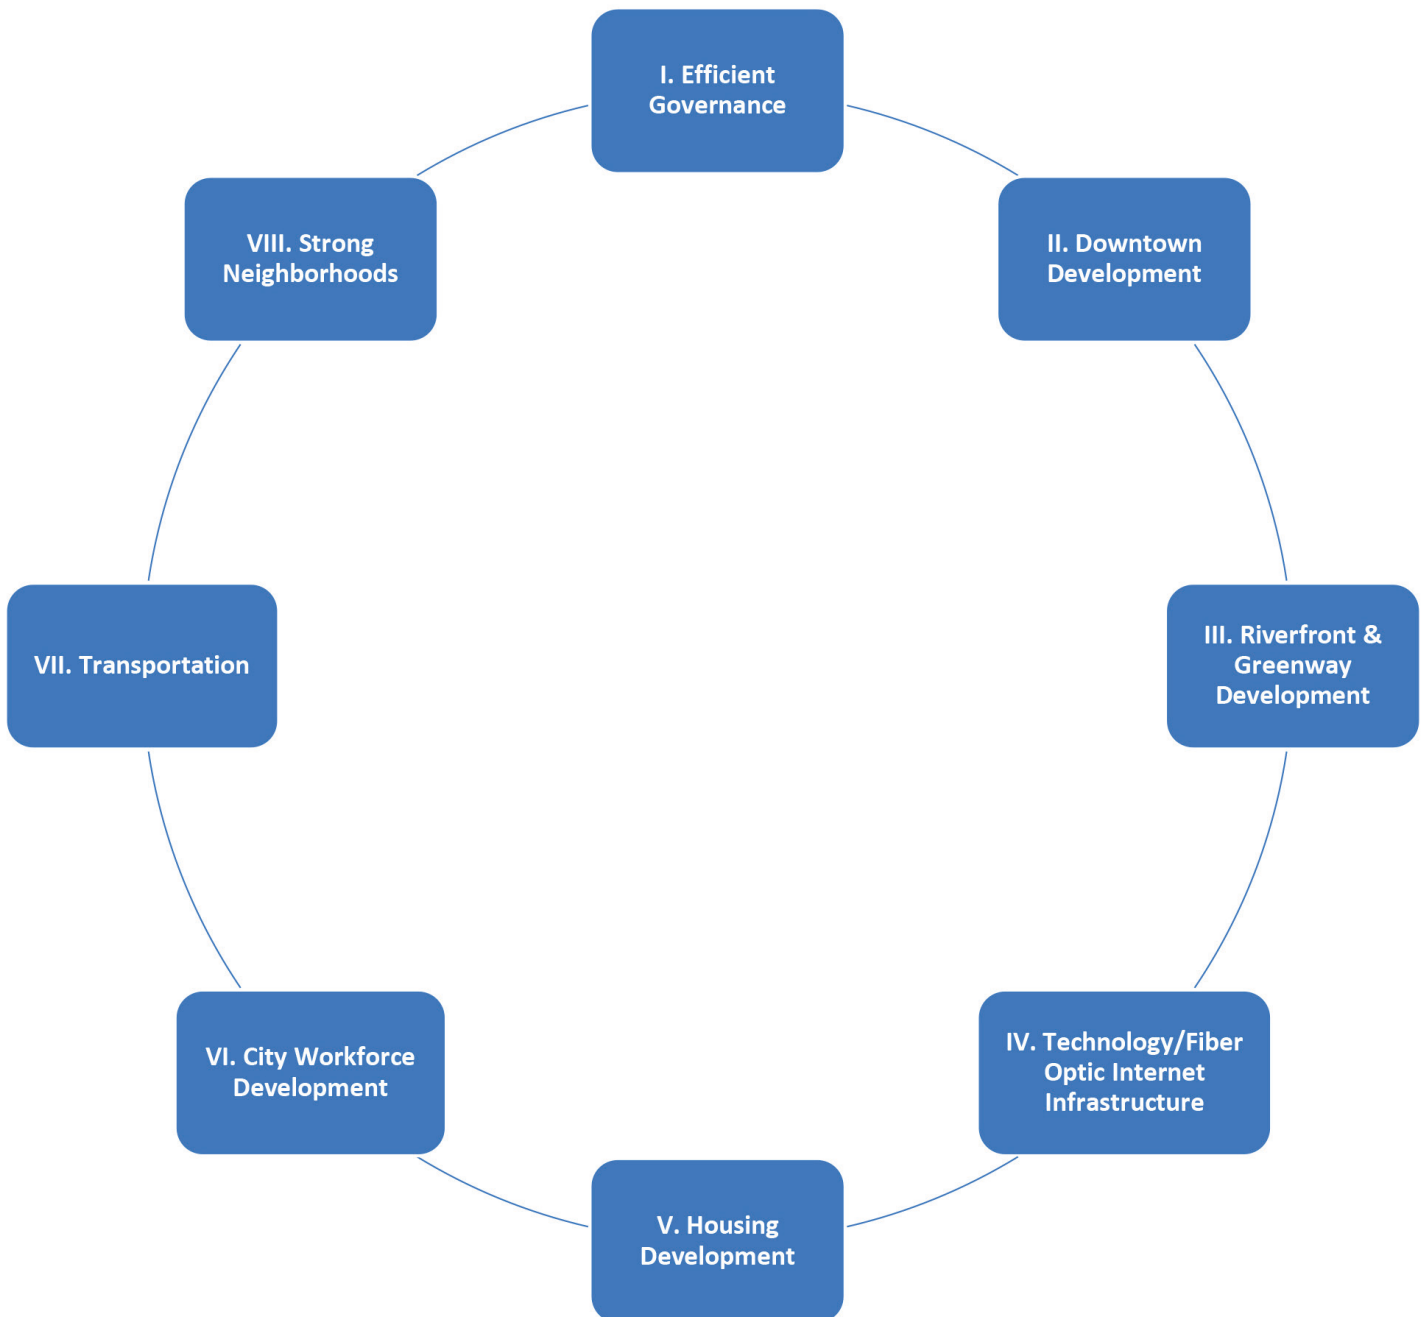 I. Efficient
Governance
II. Downtown
Development
III. Riverfront &
Greenway
Development
IV. Technology/Fiber
Optic Internet
Infrastructure
V. Housing
Development
VI. City Workforce
Development
VII. Transportation
VIII. Strong
Neighborhoods